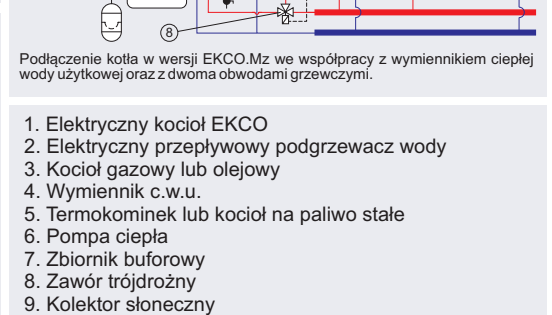 8
Podłączenie kotła w wersji EKCO.Mz we współpracy z wymiennikiem ciepłej
wody użytkowej oraz z dwoma obwodami grzewczymi.
1. Elektryczny kocioł EKCO
2. Elektryczny przepływowy podgrzewacz wody
3. Kocioł gazowy lub olejowy
4. Wymiennik c.w.u.
5. Termokominek lub kocioł na paliwo stałe
6. Pompa ciepła
7. Zbiornik buforowy
8. Zawór trójdrożny
9. Kolektor słoneczny